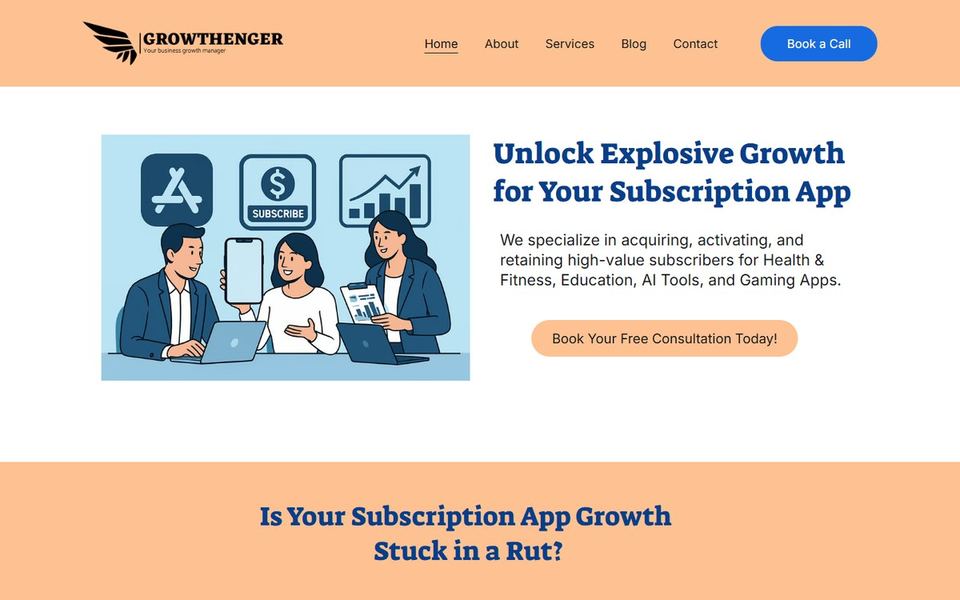 GROWTHENGER
Your business growth manager
Home
About
Services
Blog
Contact
Book a Call
SUBSCRIBE
$
Unlock Explosive Growth
for Your Subscription App
We specialize in acquiring, activating, and
retaining high-value subscribers for Health &
Fitness, Education, AI Tools, and Gaming Apps.
Book Your Free Consultation Today!
Is Your Subscription App Growth
Stuck in a Rut?